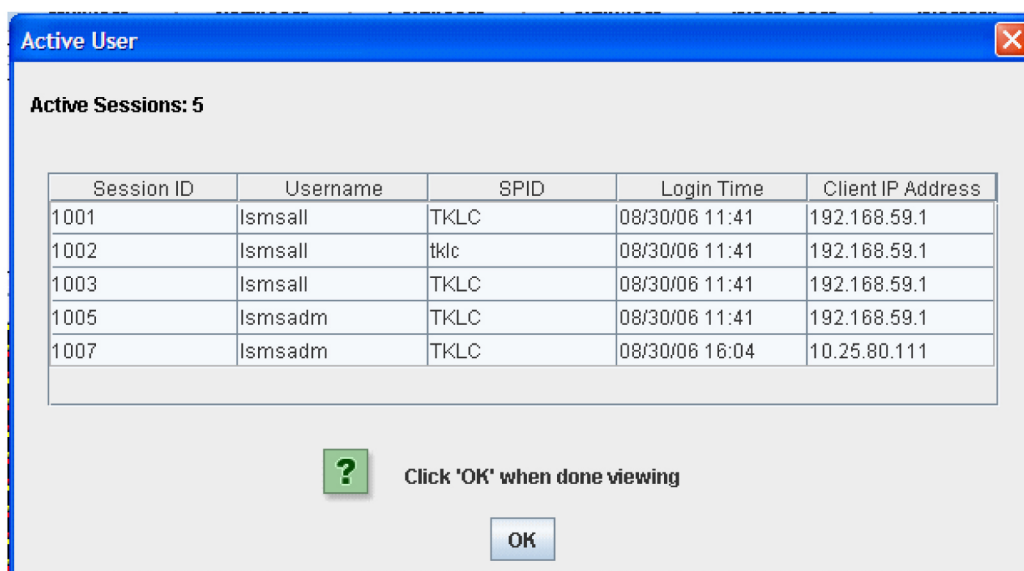 Active User
Active Sessions: 5
Session ID Username SPID Login Time Client IP Address
1001 lsmsall TKLC 08/30/06 11:41 192.168.59.1
1002 lsmsall tklc 08/30/06 11:41 192.168.59.1
1003 lsmsall TKLC 08/30/06 11:41 192.168.59.1
1005 lsmsadm TKLC 08/30/06 11:41 192.168.59.1
1007 lsmsadm TKLC 08/30/06 16:04 10.25.80.111
? Click 'OK' when done viewing
OK